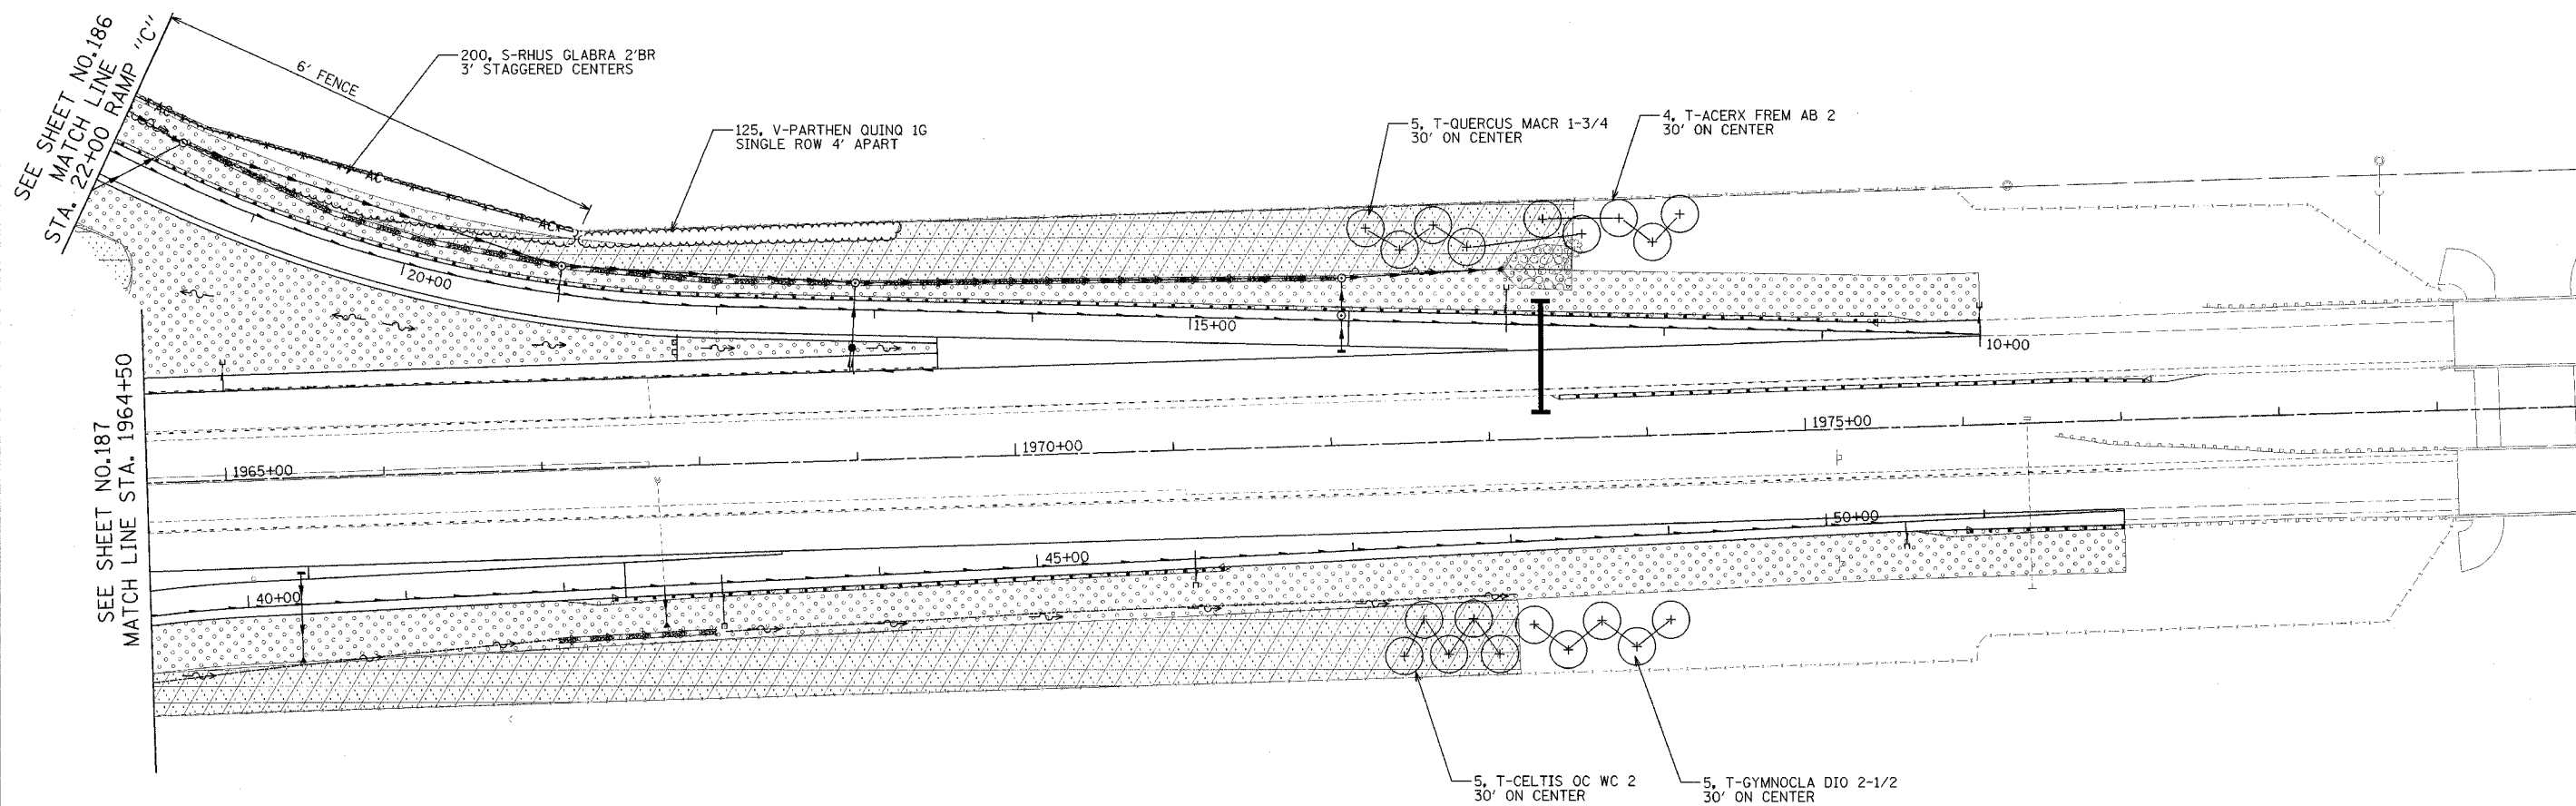 SEE SHEET NO.186
MATCH LINE
STA. 22+00 RAMP "C"
6' FENCE
200, S-RHUS GLABRA 2'BR
3' STAGGERED CENTERS
125, V-PARTHEN QUINQ 1G
SINGLE ROW 4' APART
5, T-QUERCUS MACR 1-3/4
30' ON CENTER
4, T-ACERX FREM AB 2
30' ON CENTER
AC
AC
AC
20+00
15+00
10+00
SEE SHEET NO.187
MATCH LINE STA. 1964+50
1965+00
1970+00
1975+00
40+00
45+00
50+00
5, T-CELTIS OC WC 2
30' ON CENTER
5, T-GYMNOCLA DIO 2-1/2
30' ON CENTER